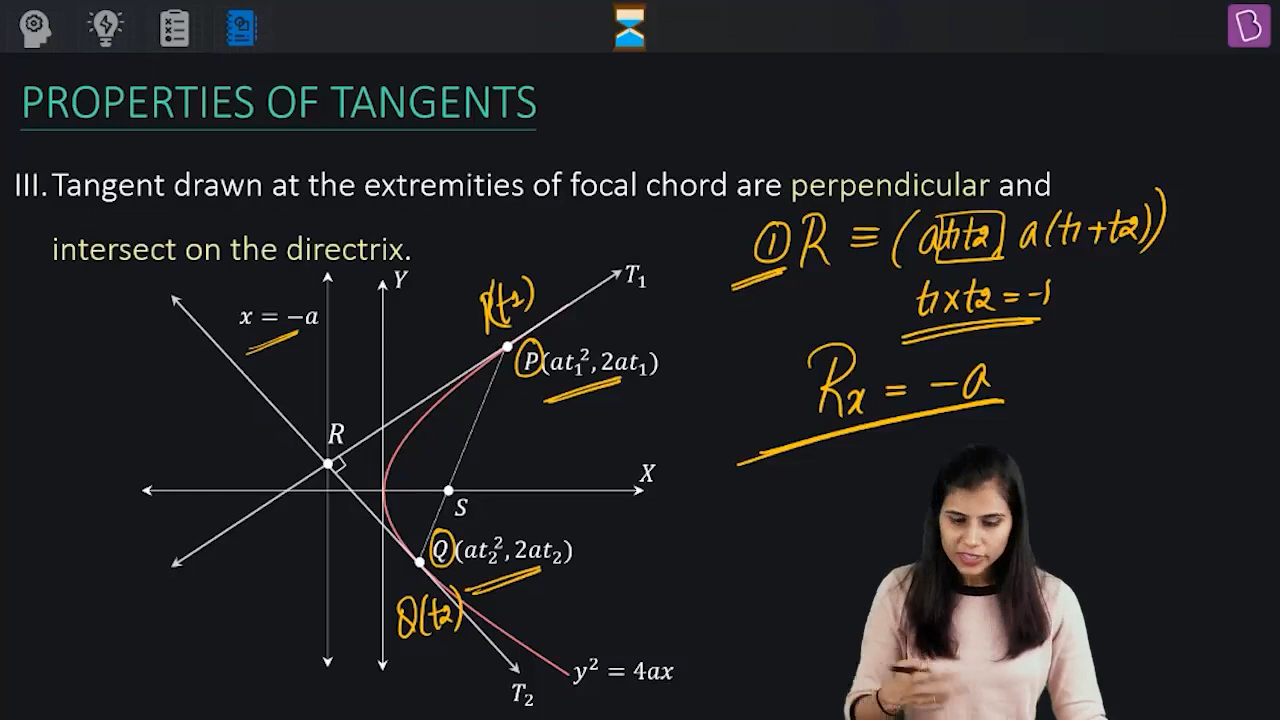 PROPERTIES OF TANGENTS
III. Tangent drawn at the extremities of focal chord are perpendicular and
intersect on the directrix.
① R ≡ (at1t2, a(t1+t2))
t1 × t2 = -1
Rx = -a
x = −a
Y
T₁
P(t2)
P(at₁², 2at₁)
R
X
S
Q(at₂², 2at₂)
Q(t2)
y² = 4ax
T₂
B